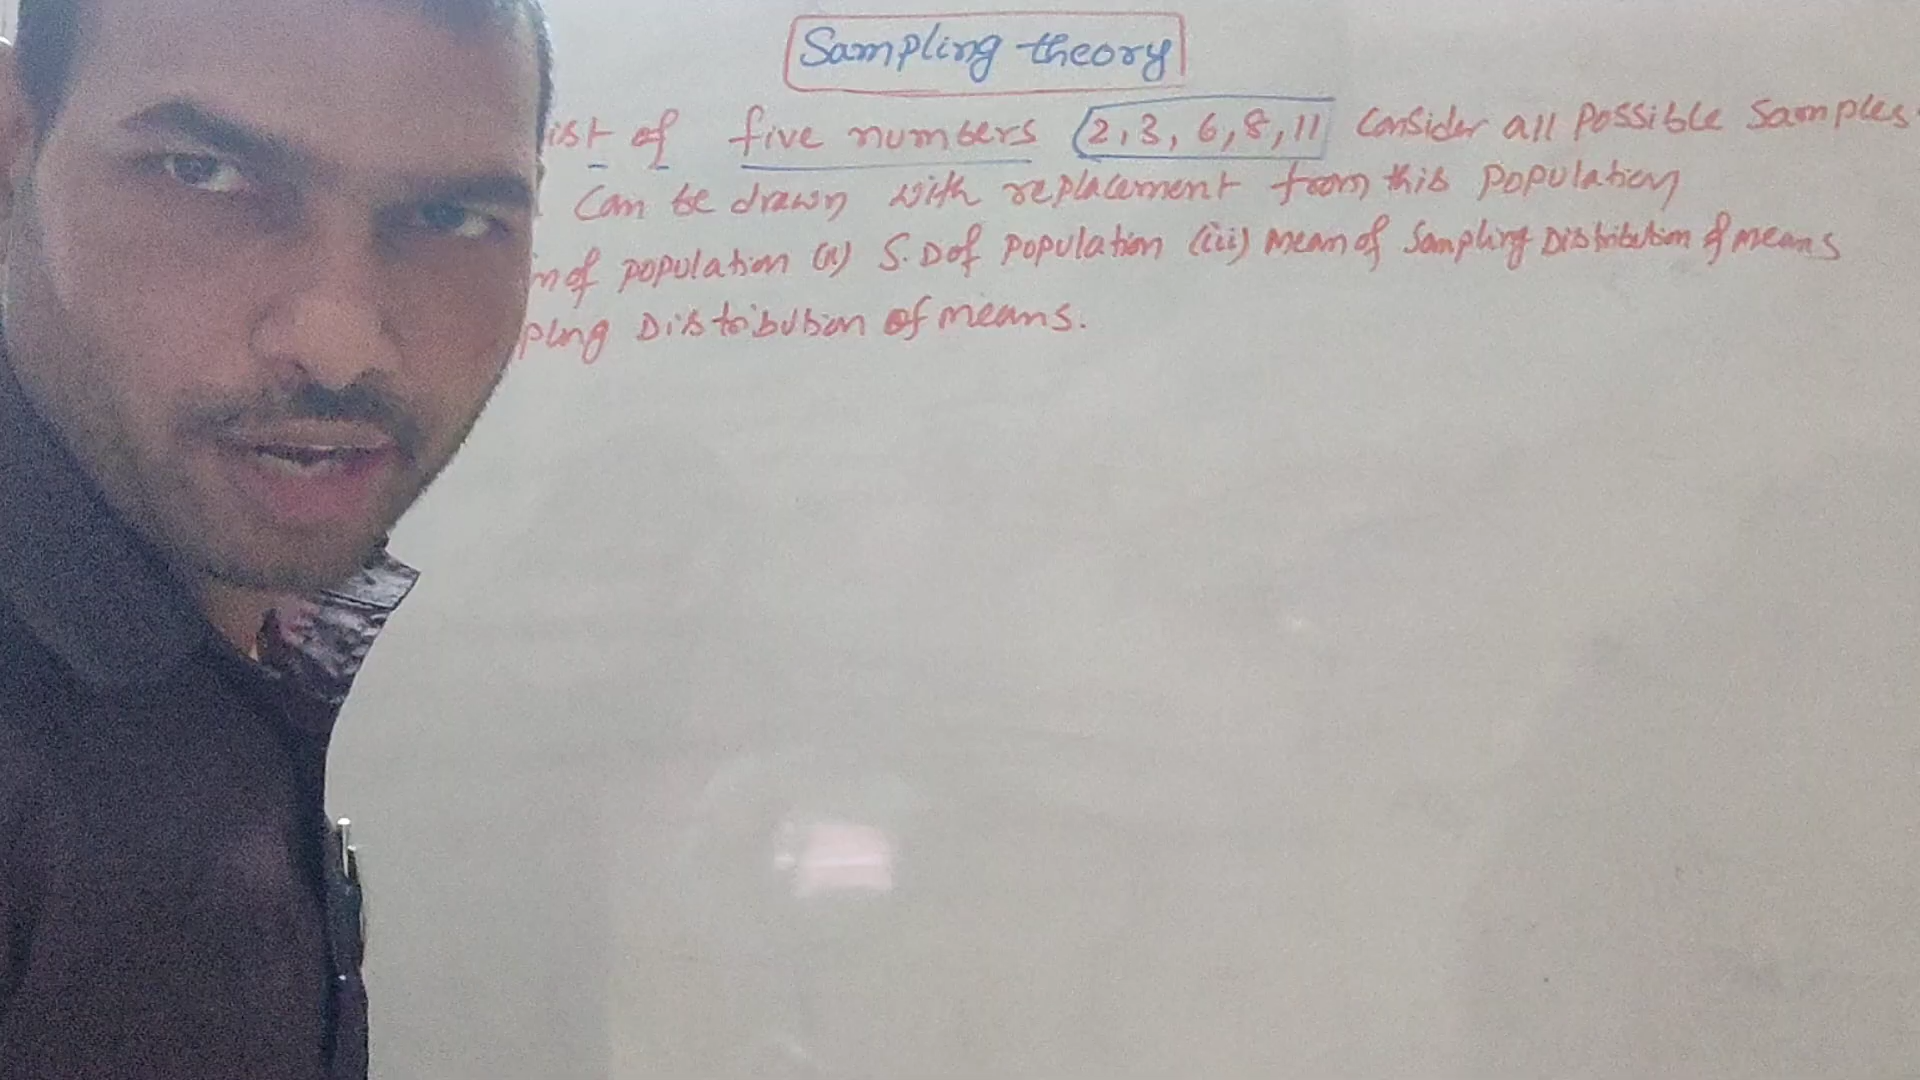 Sampling theory
ist of five numbers (2,3,6,8,11 Consider all possible samples
Can be drawn with replacement from this population
of population (ii) S.D of population (iii) mean of Sampling Distribution of means
pling Distribution of means.